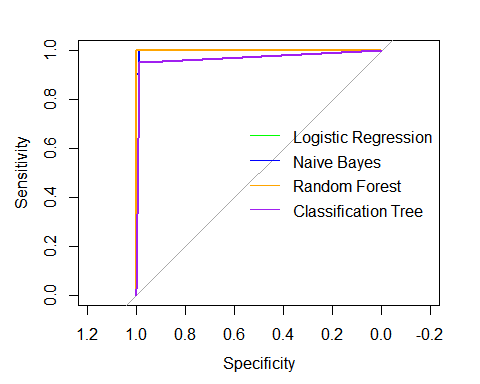 1.0
0.8
0.6
0.4
0.2
0.0
Sensitivity
Logistic Regression
Naive Bayes
Random Forest
Classification Tree
1.2 1.0 0.8 0.6 0.4 0.2 0.0 -0.2
Specificity